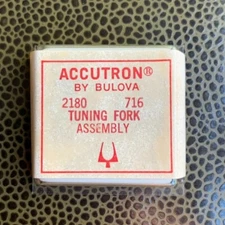 ACCUTRON®
BY BULOVA
2180 716
TUNING FORK
ASSEMBLY